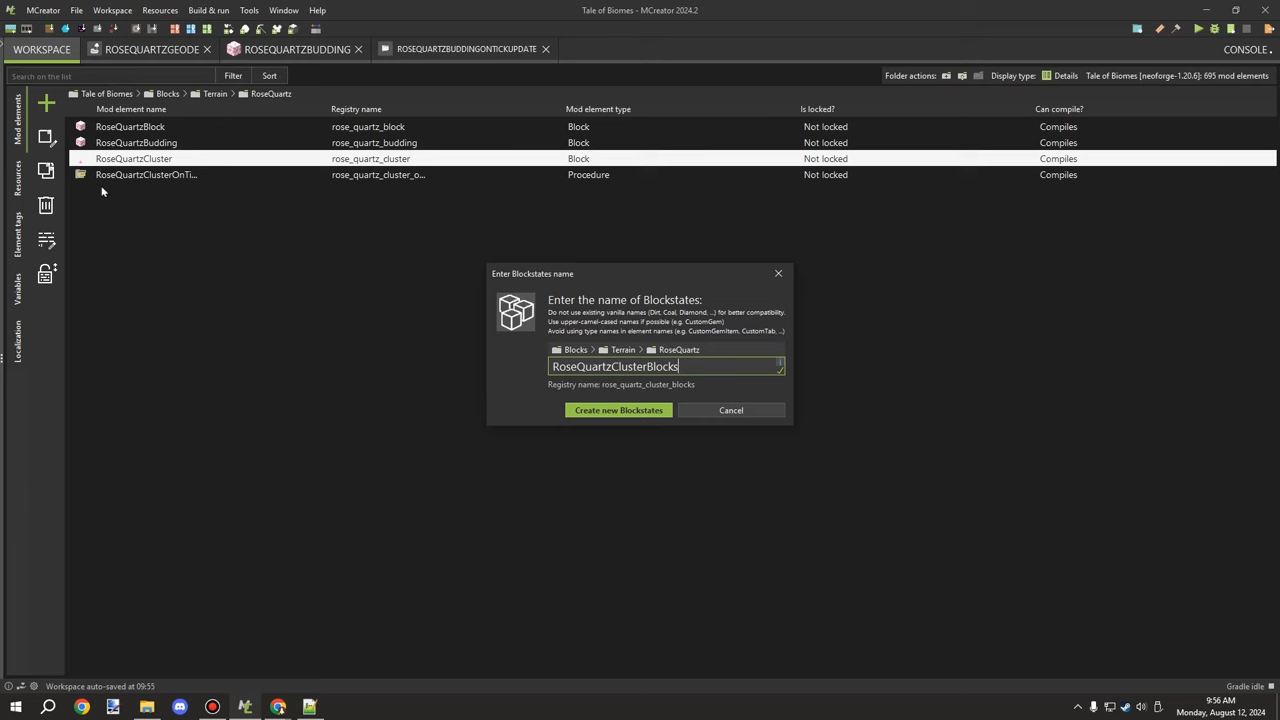 Tale of Biomes - MCreator 2024.2
MCreator File Workspace Resources Build & Run Tools Window Help
WORKSPACE ROSEQUARTZGEODE ROSEQUARTZBUDDING ROSEQUARTZBUDDINGONTICKUPDATE CONSOLE
Search on the list Filter Sort Folder actions: Display type: Details Tale of Biomes (neoforge-1.20.6): 695 mod elements
Tale of Biomes Blocks Terrain RoseQuartz
Mod element name Registry name Mod element type Is locked? Can compile?
RoseQuartzBlock rose_quartz_block Block Not locked Compiles
RoseQuartzBudding rose_quartz_budding Block Not locked Compiles
RoseQuartzCluster rose_quartz_cluster Block Not locked Compiles
RoseQuartzClusterOnTi... rose_quartz_cluster_o... Procedure Not locked Compiles
Mod elements
Resources
Element tags
Variables
Localization
Enter Blockstates name
Enter the name of Blockstates:
Do not use existing vanilla names (Dirt, Coal, Diamond, ...) for better compatibility.
Use upper-camel-cased names if possible (e.g. CustomGem)
Avoid using type names in element names (e.g. CustomGemItem, CustomTab, ...)
Blocks Terrain RoseQuartz
RoseQuartzClusterBlocks
Registry name: rose_quartz_cluster_blocks
Create new Blockstates Cancel
Workspace auto-saved at 09:55 Gradle idle
9:56 AM
Monday, August 12, 2024